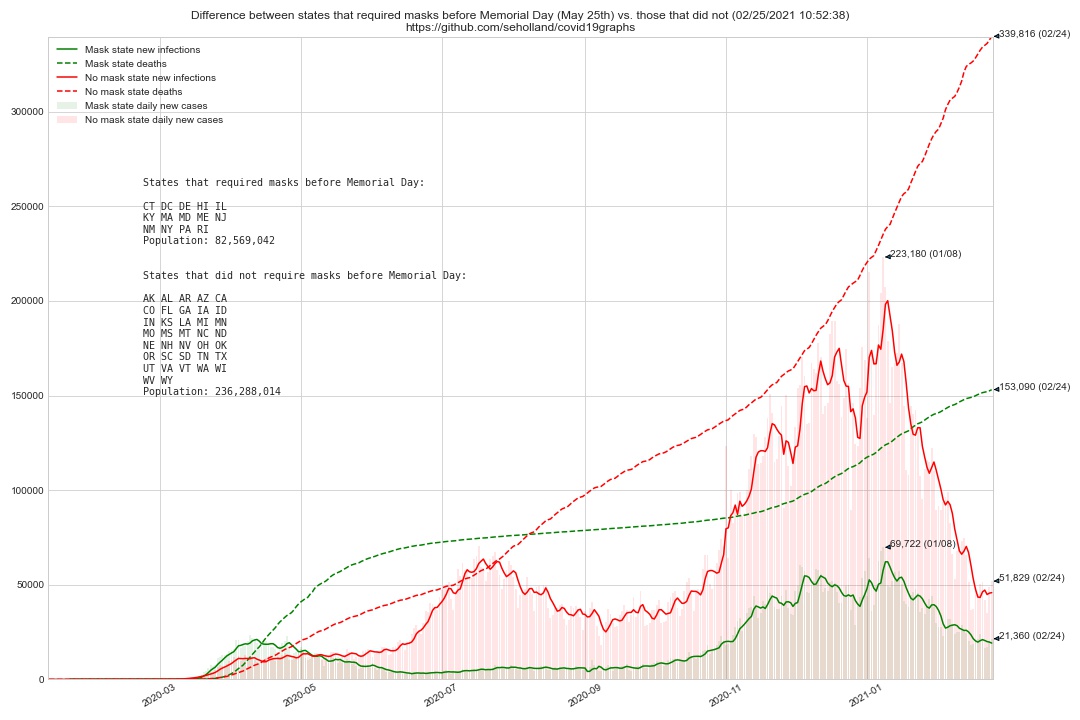 Difference between states that required masks before Memorial Day (May 25th) vs. those that did not (02/25/2021 10:52:38)
https://github.com/seholland/covid19graphs
Mask state new infections
Mask state deaths
No mask state new infections
No mask state deaths
Mask state daily new cases
No mask state daily new cases
States that required masks before Memorial Day:
CT DC DE HI IL
KY MA MD ME NJ
NM NY PA RI
Population: 82,569,042
States that did not require masks before Memorial Day:
AK AL AR AZ CA
CO FL GA IA ID
IN KS LA MI MN
MO MS MT NC ND
NE NH NV OH OK
OR SC SD TN TX
UT VA VT WA WI
WV WY
Population: 236,288,014
339,816 (02/24)
223,180 (01/08)
153,090 (02/24)
69,722 (01/08)
51,829 (02/24)
21,360 (02/24)
300000
250000
200000
150000
100000
50000
0
2020-03
2020-05
2020-07
2020-09
2020-11
2021-01